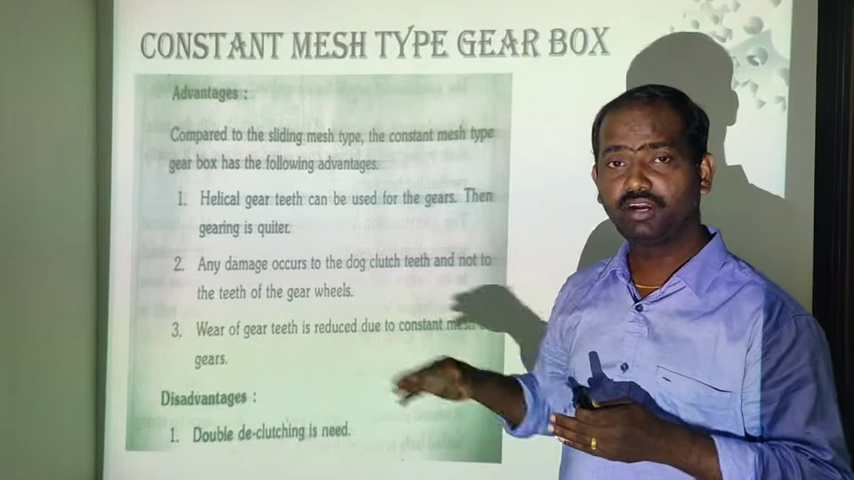 CONSTANT MESH TYPE GEAR BOX
Advantages :
Compared to the sliding mesh type, the constant mesh type
gear box has the following advantages.
1. Helical gear teeth can be used for the gears. Then
gearing is quiter.
2. Any damage occurs to the dog clutch teeth and not to
the teeth of the gear wheels.
3. Wear of gear teeth is reduced due to constant mesh
gears.
Disadvantages :
1. Double de-clutching is need.